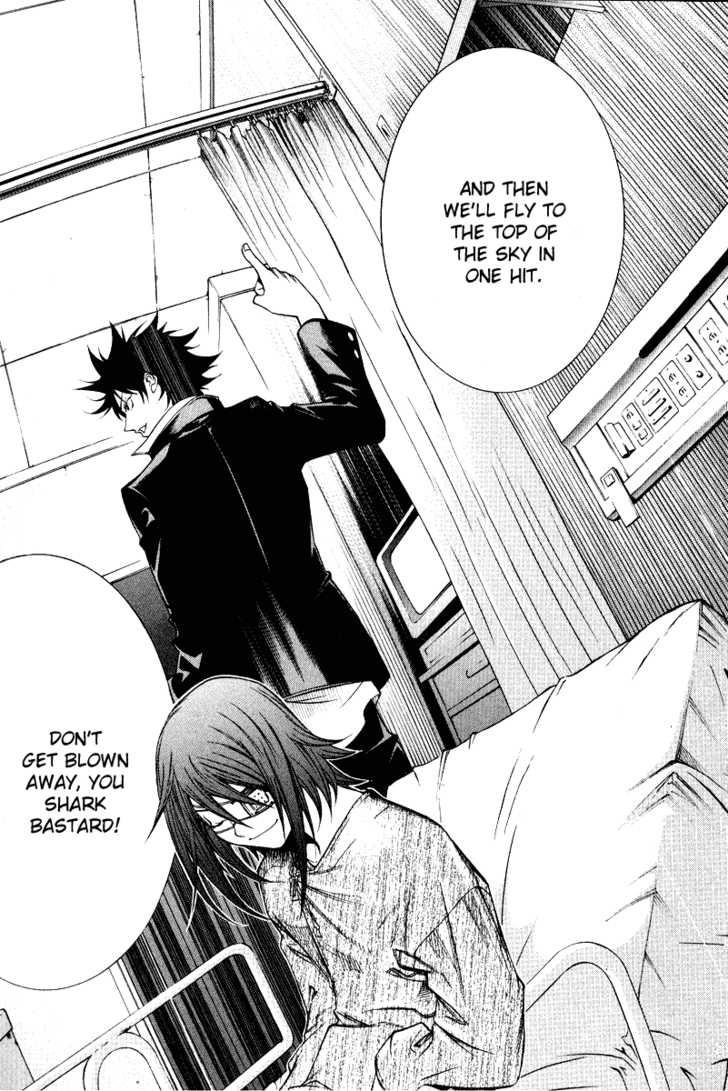 AND THEN
WE'LL FLY TO
THE TOP OF
THE SKY IN
ONE HIT.
DON'T
GET BLOWN
AWAY, YOU
SHARK
BASTARD!